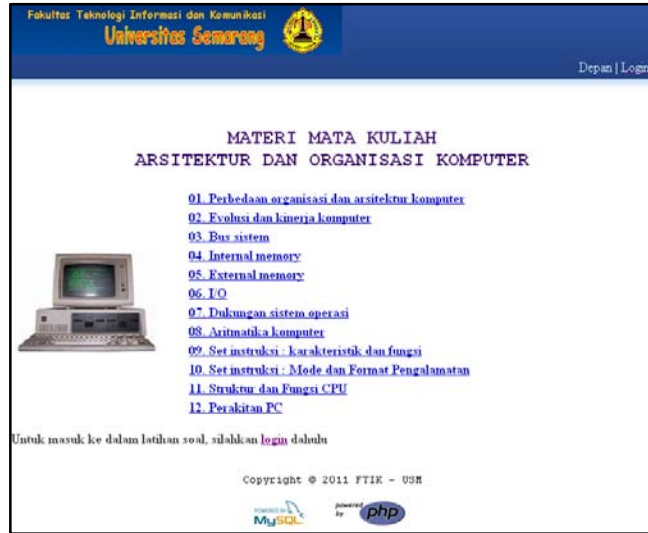 Fakultas Teknologi Informasi dan Komunikasi
Universitas Semarang
Depan | Login
MATERI MATA KULIAH
ARSITEKTUR DAN ORGANISASI KOMPUTER
01. Perbedaan organisasi dan arsitektur komputer
02. Evolusi dan kinerja komputer
03. Bus sistem
04. Internal memory
05. External memory
06. I/O
07. Dukungan sistem operasi
08. Aritmatika komputer
09. Set instruksi : karakteristik dan fungsi
10. Set instruksi : Mode dan Format Pengalamatan
11. Struktur dan Fungsi CPU
12. Perakitan PC
Untuk masuk ke dalam latihan soal, silahkan login dahulu
Copyright © 2011 FTIK - USM
POWERED BY
MySQL
powered
by php